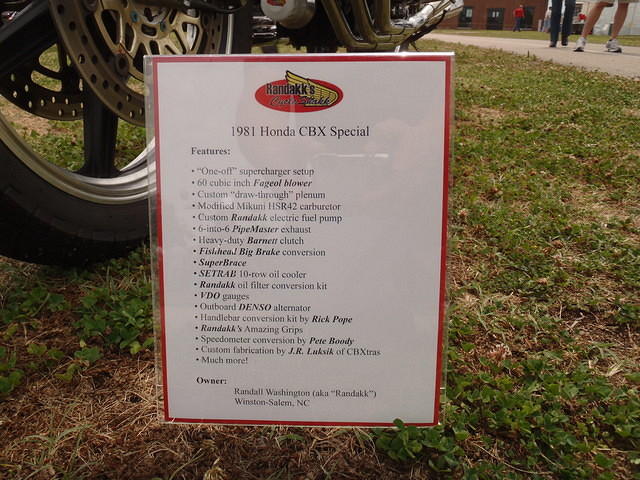 Randakk's
Cycle Shakk
1981 Honda CBX Special
Features:
• "One-off" supercharger setup
• 60 cubic inch Fageol blower
• Custom "draw-through" plenum
• Modified Mikuni HSR42 carburetor
• Custom Randakk electric fuel pump
• 6-into-6 PipeMaster exhaust
• Heavy-duty Barnett clutch
• Fishhead Big Brake conversion
• SuperBrace
• SETRAB 10-row oil cooler
• Randakk oil filter conversion kit
• VDO gauges
• Outboard DENSO alternator
• Handlebar conversion kit by Rick Pope
• Randakk's Amazing Grips
• Speedometer conversion by Pete Boody
• Custom fabrication by J.R. Luksik of CBXtras
• Much more!
Owner:
Randall Washington (aka "Randakk")
Winston-Salem, NC